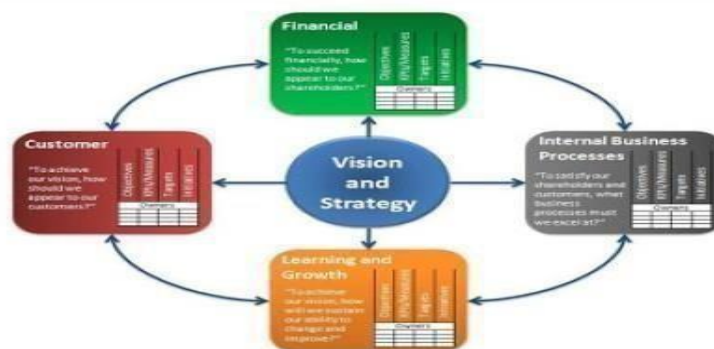 Financial
"To succeed
financially, how
should we
appear to our
shareholders?"
Objectives
KPIs/Measures
Targets
Initiatives
Owners
Customer
"To achieve
our vision, how
should we
appear to our
customers?"
Objectives
KPIs/Measures
Targets
Initiatives
Owners
Vision
and
Strategy
Internal Business
Processes
"To satisfy our
shareholders and
customers, what
business
processes must
we excel at?"
Objectives
KPIs/Measures
Targets
Initiatives
Owners
Learning and
Growth
"To achieve
our vision, how
will we sustain
our ability to
change and
improve?"
Objectives
KPIs/Measures
Targets
Initiatives
Owners